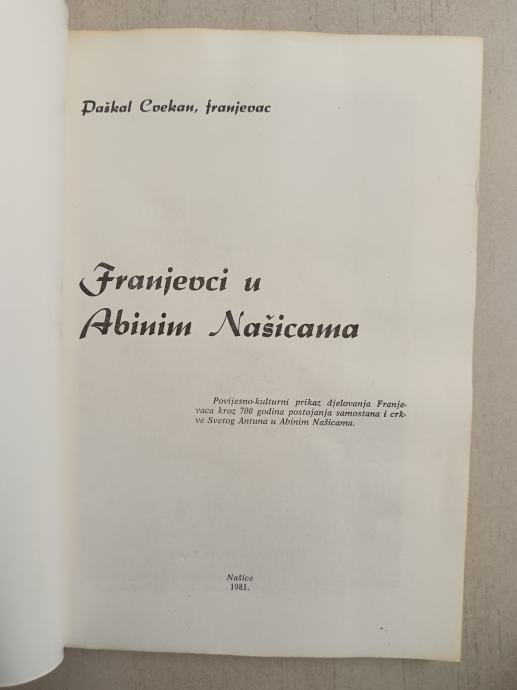 Paškal Cvekan, franjevac
Franjevci u
Abinim Našicama
Povijesno-kulturni prikaz djelovanja Franje-
vaca kroz 700 godina postojanja samostana i crk-
ve Svetog Antuna u Abinim Našicama.
Našice
1981.